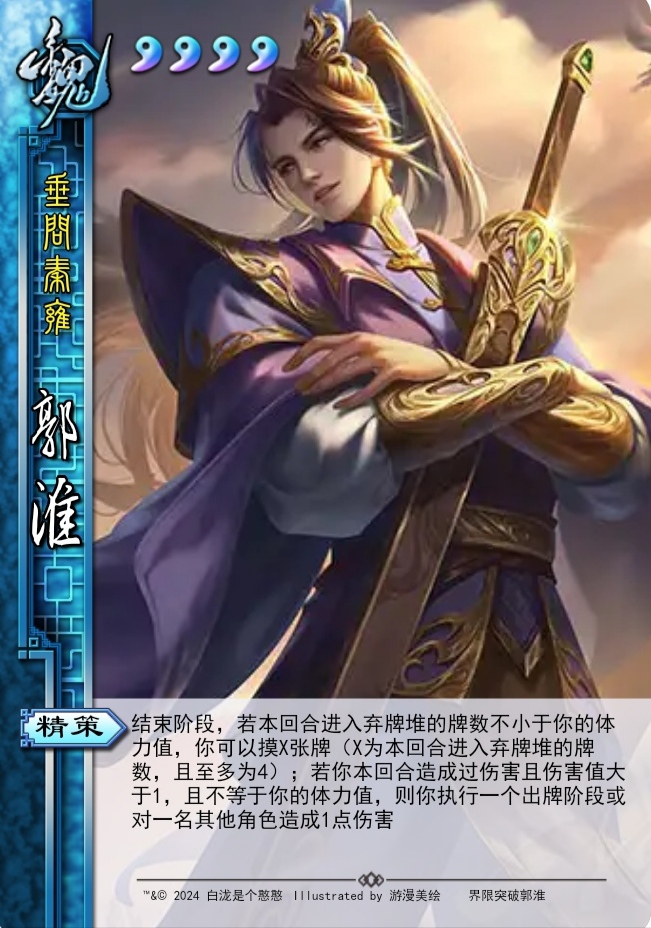 魏
垂問秦雍
郭淮
精策
结束阶段，若本回合进入弃牌堆的牌数不小于你的体
力值，你可以摸X张牌（X为本回合进入弃牌堆的牌
数，且至多为4）；若你本回合造成过伤害且伤害值大
于1，且不等于你的体力值，则你执行一个出牌阶段或
对一名其他角色造成1点伤害
™&© 2024 白泷是个憨憨 Illustrated by 游漫美绘 界限突破郭淮